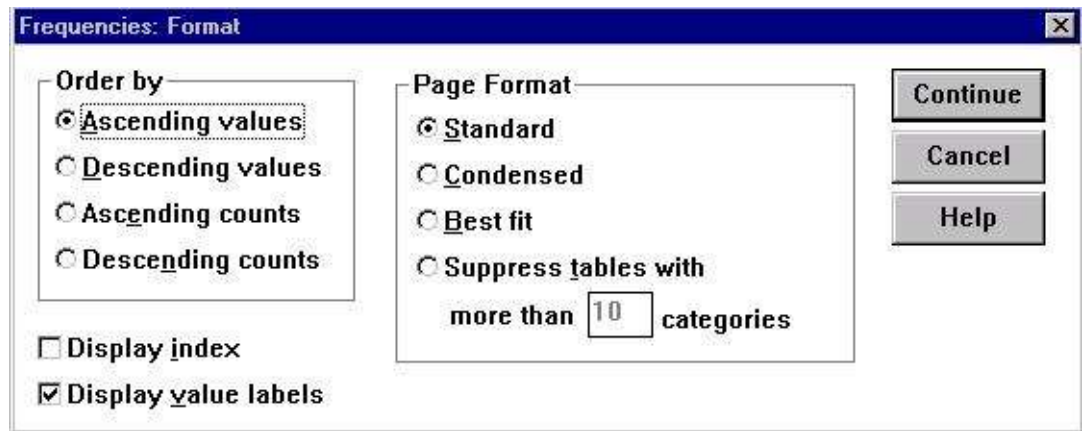 Frequencies: Format
Order by
Ascending values
Descending values
Ascending counts
Descending counts
Display index
Display value labels
Page Format
Standard
Condensed
Best fit
Suppress tables with
more than 10 categories
Continue
Cancel
Help